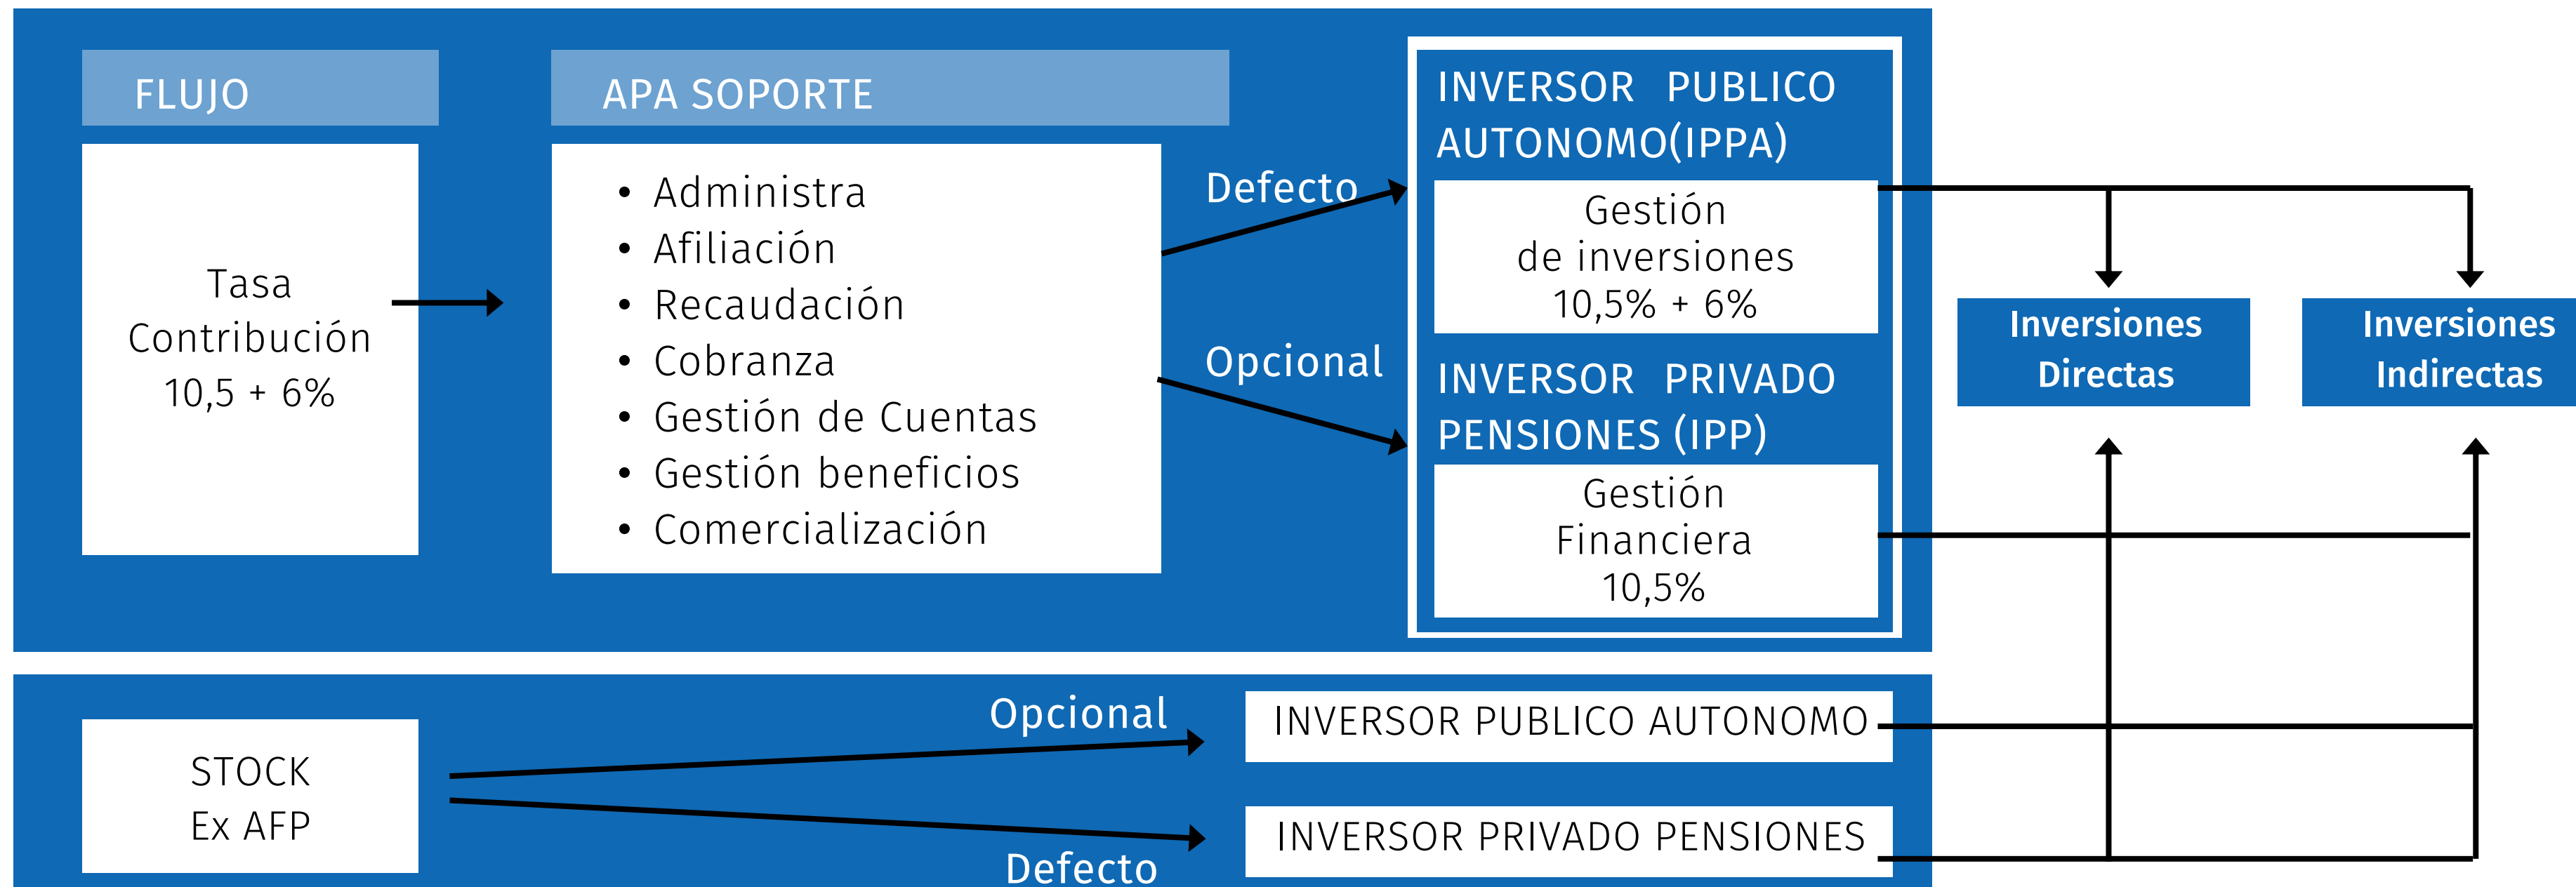 FLUJO
Tasa
Contribución
10,5 + 6%
APA SOPORTE
• Administra
• Afiliación
• Recaudación
• Cobranza
• Gestión de Cuentas
• Gestión beneficios
• Comercialización
Defecto
Opcional
INVERSOR PUBLICO
AUTONOMO(IPPA)
Gestión
de inversiones
10,5% + 6%
INVERSOR PRIVADO
PENSIONES (IPP)
Gestión
Financiera
10,5%
Inversiones
Directas
Inversiones
Indirectas
STOCK
Ex AFP
Opcional
Defecto
INVERSOR PUBLICO AUTONOMO
INVERSOR PRIVADO PENSIONES